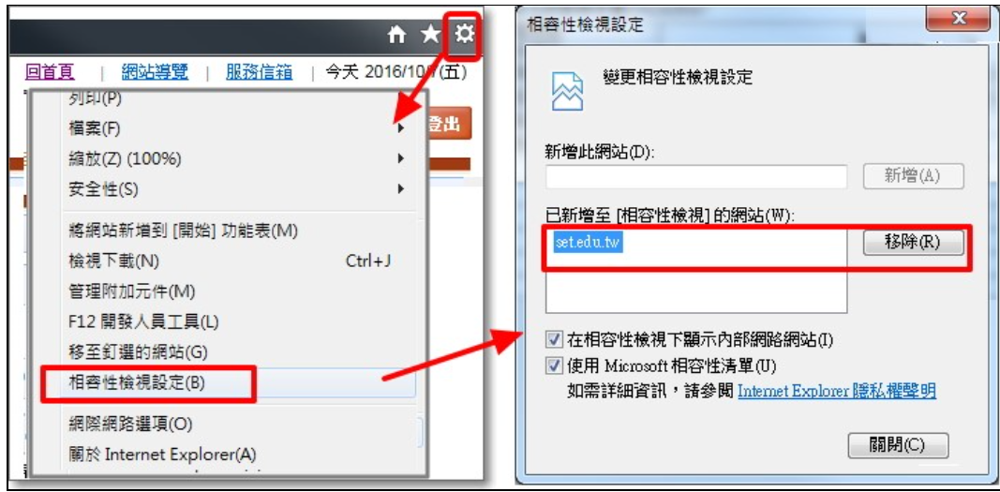 回首頁 | 網站導覽 | 服務信箱 | 今天 2016/10/ (五)
登出
列印(P)
檔案(F)
縮放(Z) (100%)
安全性(S)
將網站新增到 [開始] 功能表(M)
檢視下載(N) Ctrl+J
管理附加元件(M)
F12 開發人員工具(L)
移至釘選的網站(G)
相容性檢視設定(B)
網際網路選項(O)
關於 Internet Explorer(A)
相容性檢視設定
變更相容性檢視設定
新增此網站(D):
新增(A)
已新增至 [相容性檢視] 的網站(W):
set.edu.tw
移除(R)
在相容性檢視下顯示內部網路網站(I)
使用 Microsoft 相容性清單(U)
如需詳細資訊，請參閱 Internet Explorer 隱私權聲明
關閉(C)